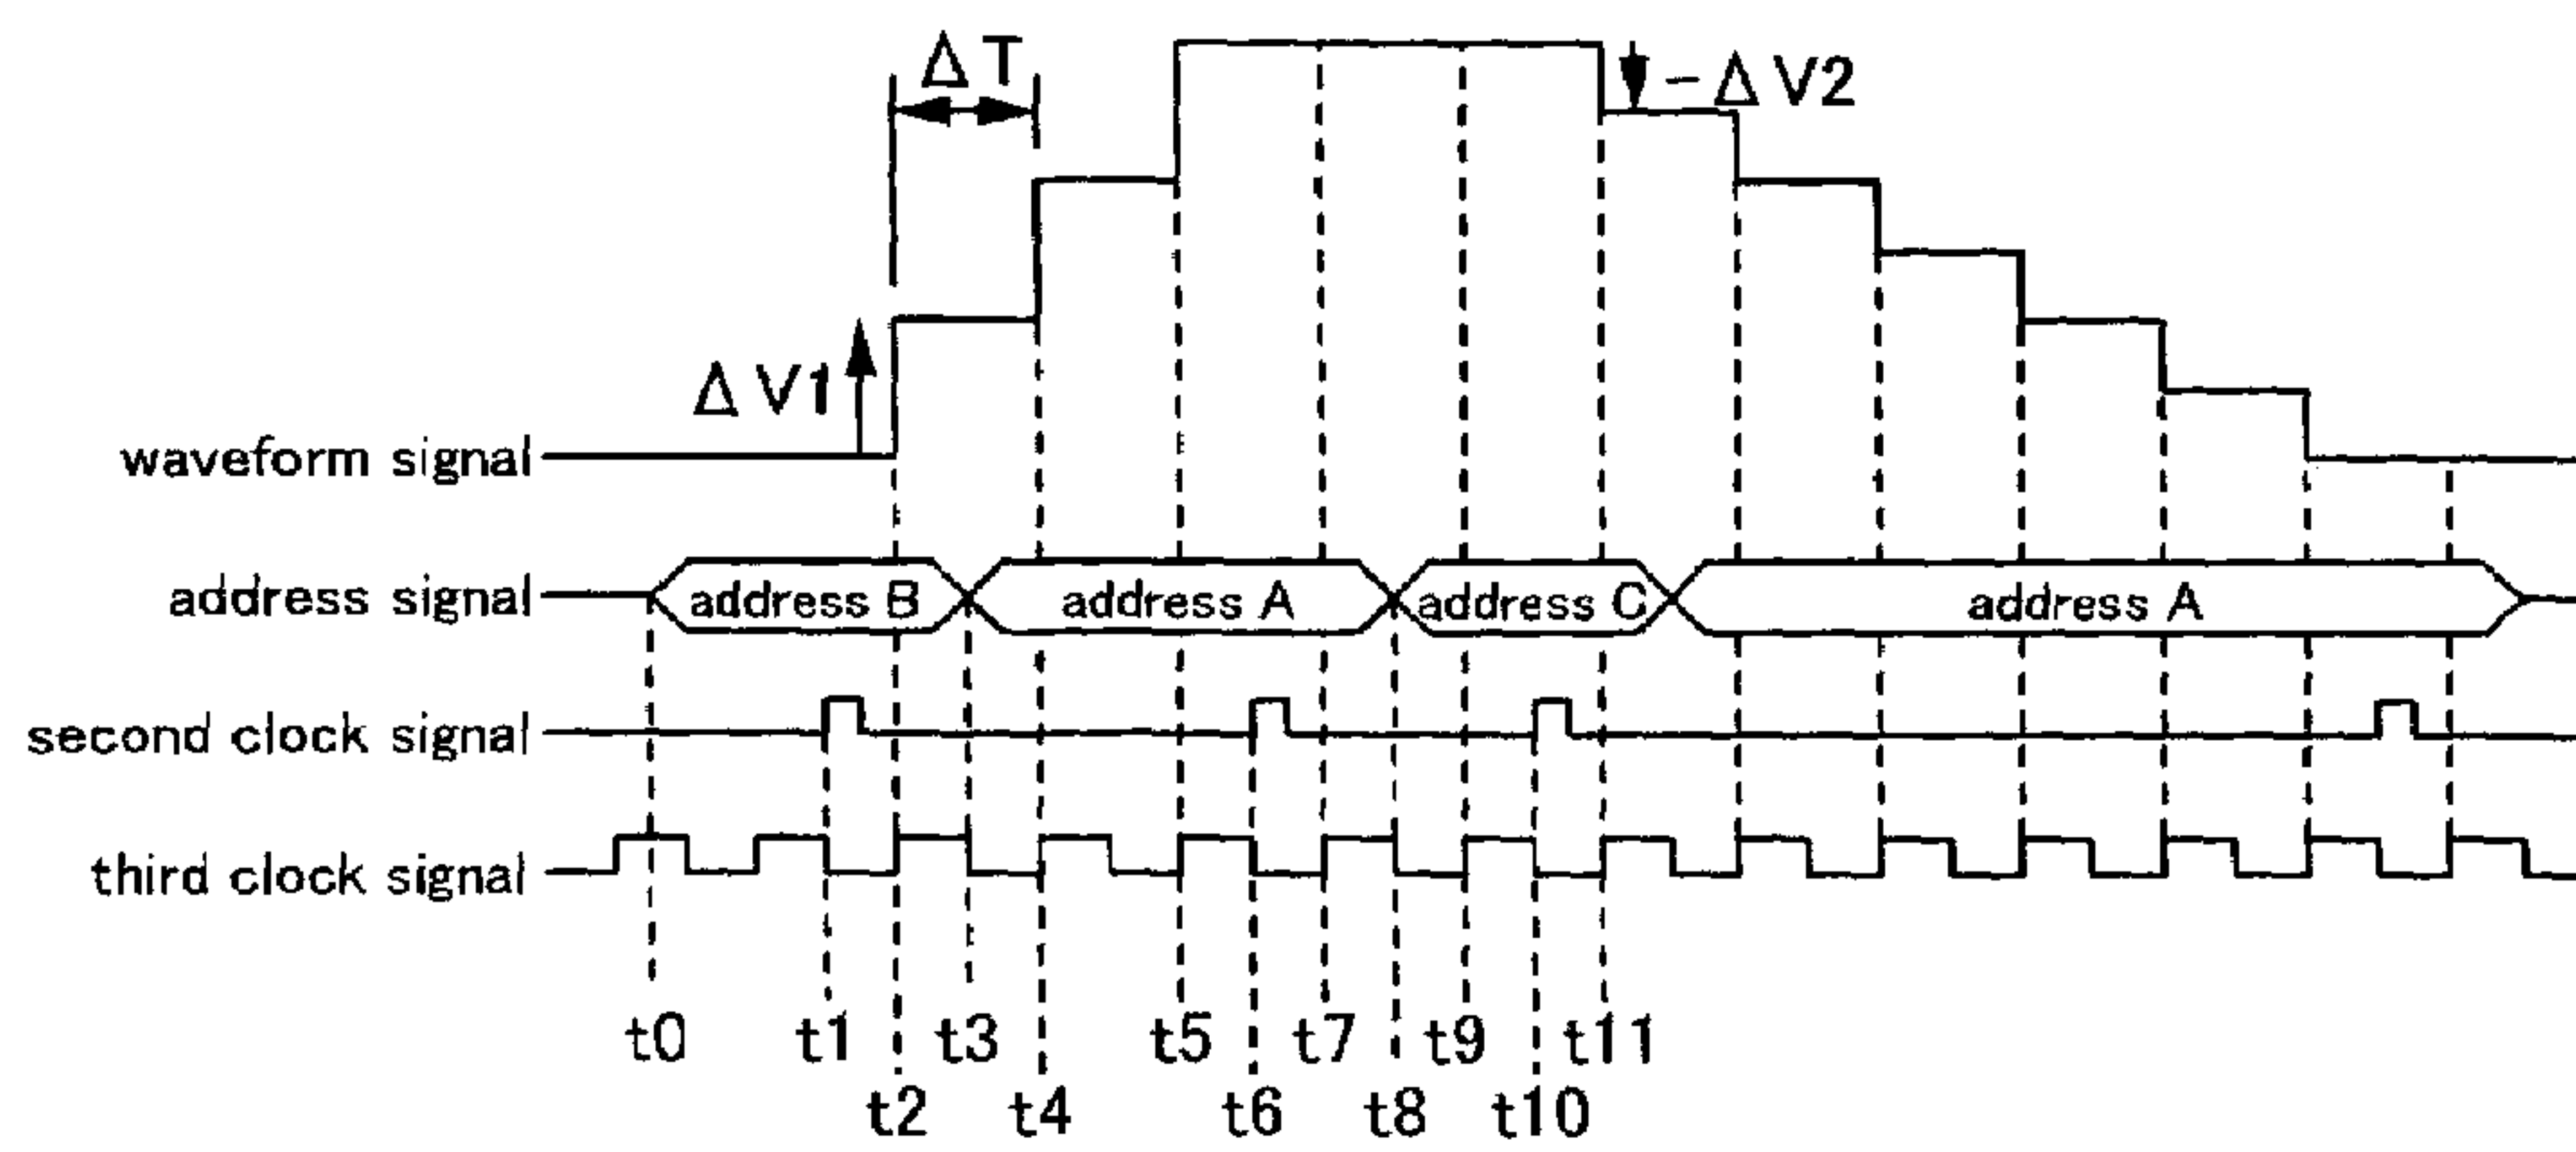 ΔT
-ΔV2
ΔV1
waveform signal
address signal
address B address A address C address A
second clock signal
third clock signal
t0 t1 t3 t5 t7 t9 t11
t2 t4 t6 t8 t10